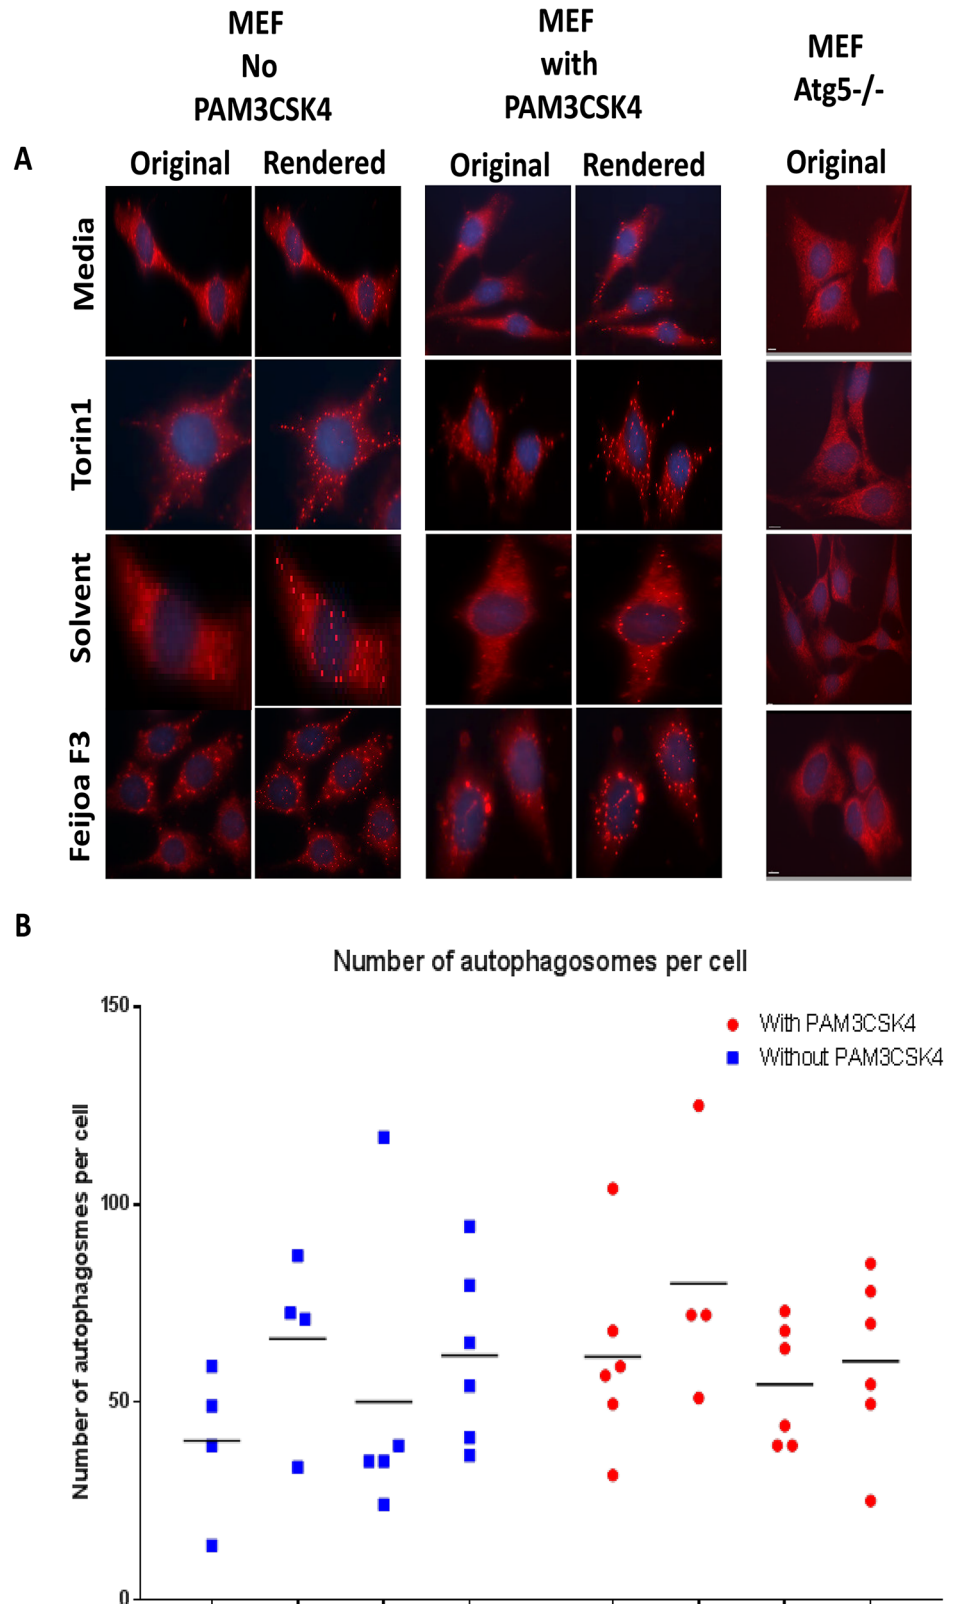 MEF
No
PAM3CSK4
MEF
with
PAM3CSK4
MEF
Atg5-/-
A
Original Rendered Original Rendered Original
Media
Torin1
Solvent
Feijoa F3
B
Number of autophagosomes per cell
With PAM3CSK4
Without PAM3CSK4
Number of autophagosmes per cell
150
100
50
0